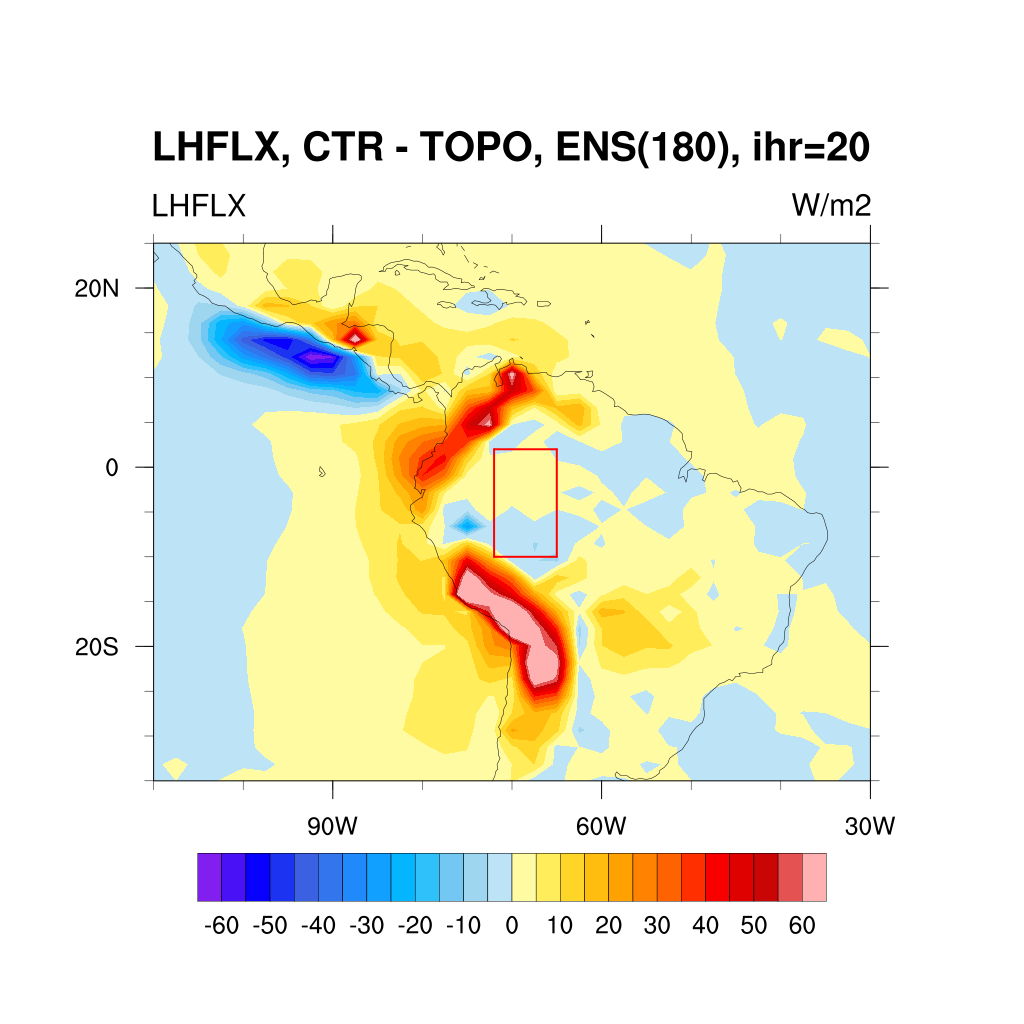 LHFLX, CTR - TOPO, ENS(180), ihr=20
LHFLX W/m2
20N
0
20S
90W 60W 30W
-60 -50 -40 -30 -20 -10 0 10 20 30 40 50 60